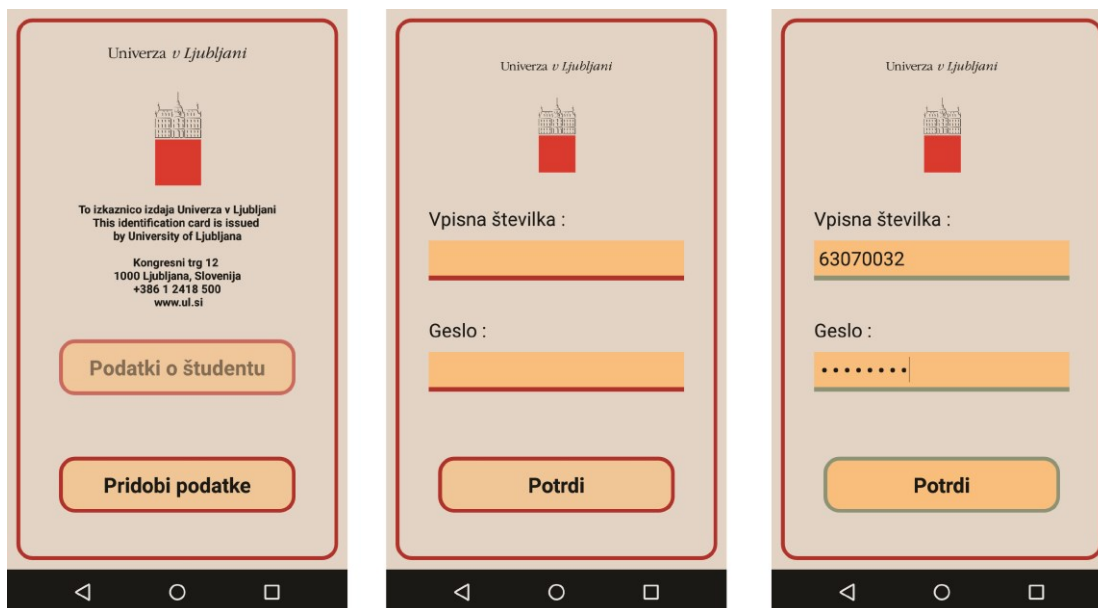 Univerza v Ljubljani
To izkaznico izdaja Univerza v Ljubljani
This identification card is issued
by University of Ljubljana
Kongresni trg 12
1000 Ljubljana, Slovenija
+386 1 2418 500
www.ul.si
Podatki o študentu
Pridobi podatke
Univerza v Ljubljani
Vpisna številka :
Geslo :
Potrdi
Univerza v Ljubljani
Vpisna številka :
63070032
Geslo :
••••••••
Potrdi